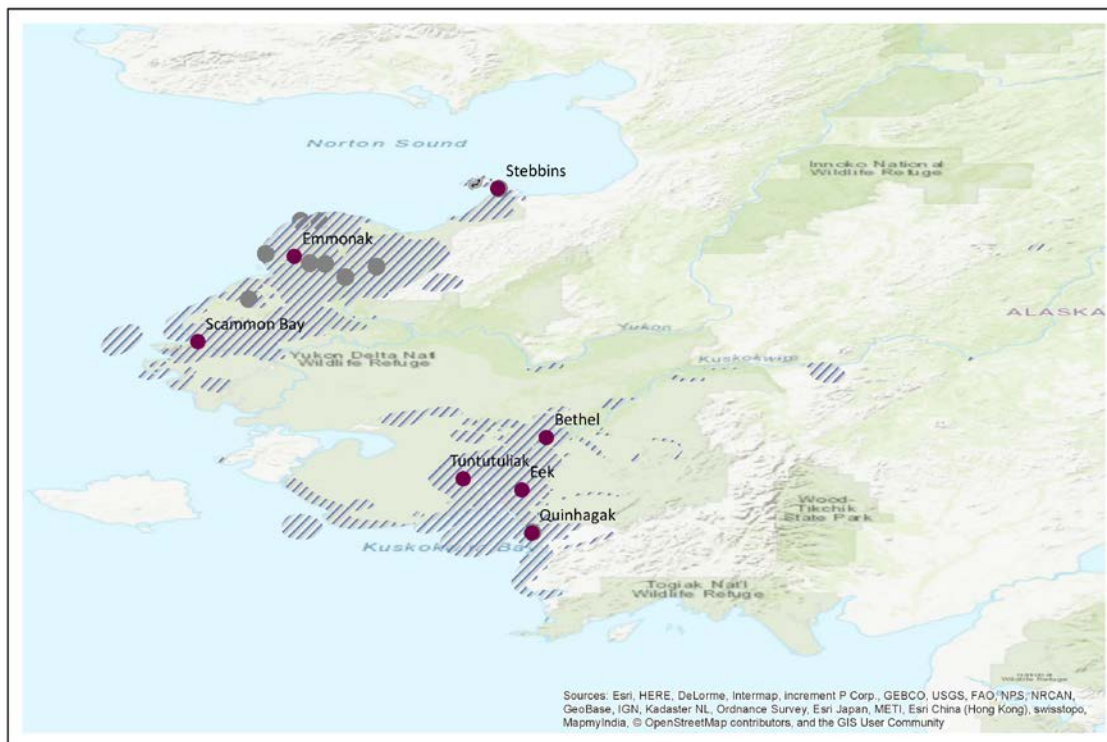 Norton Sound
Stebbins
Innoko National
Wildlife Refuge
Emmonak
Scammon Bay
Yukon
ALASKA
Yukon Delta Nat'l
Wildlife Refuge
Kuskokwim
Bethel
Tuntutuliak
Eek
Wood-
Tikchik
State Park
Quinhagak
Kuskokwim Bay
Togiak Nat'l
Wildlife Refuge
Wildlife Refuge
Sources: Esri, HERE, DeLorme, Intermap, increment P Corp., GEBCO, USGS, FAO, NPS, NRCAN,
GeoBase, IGN, Kadaster NL, Ordnance Survey, Esri Japan, METI, Esri China (Hong Kong), swisstopo,
MapmyIndia, © OpenStreetMap contributors, and the GIS User Community